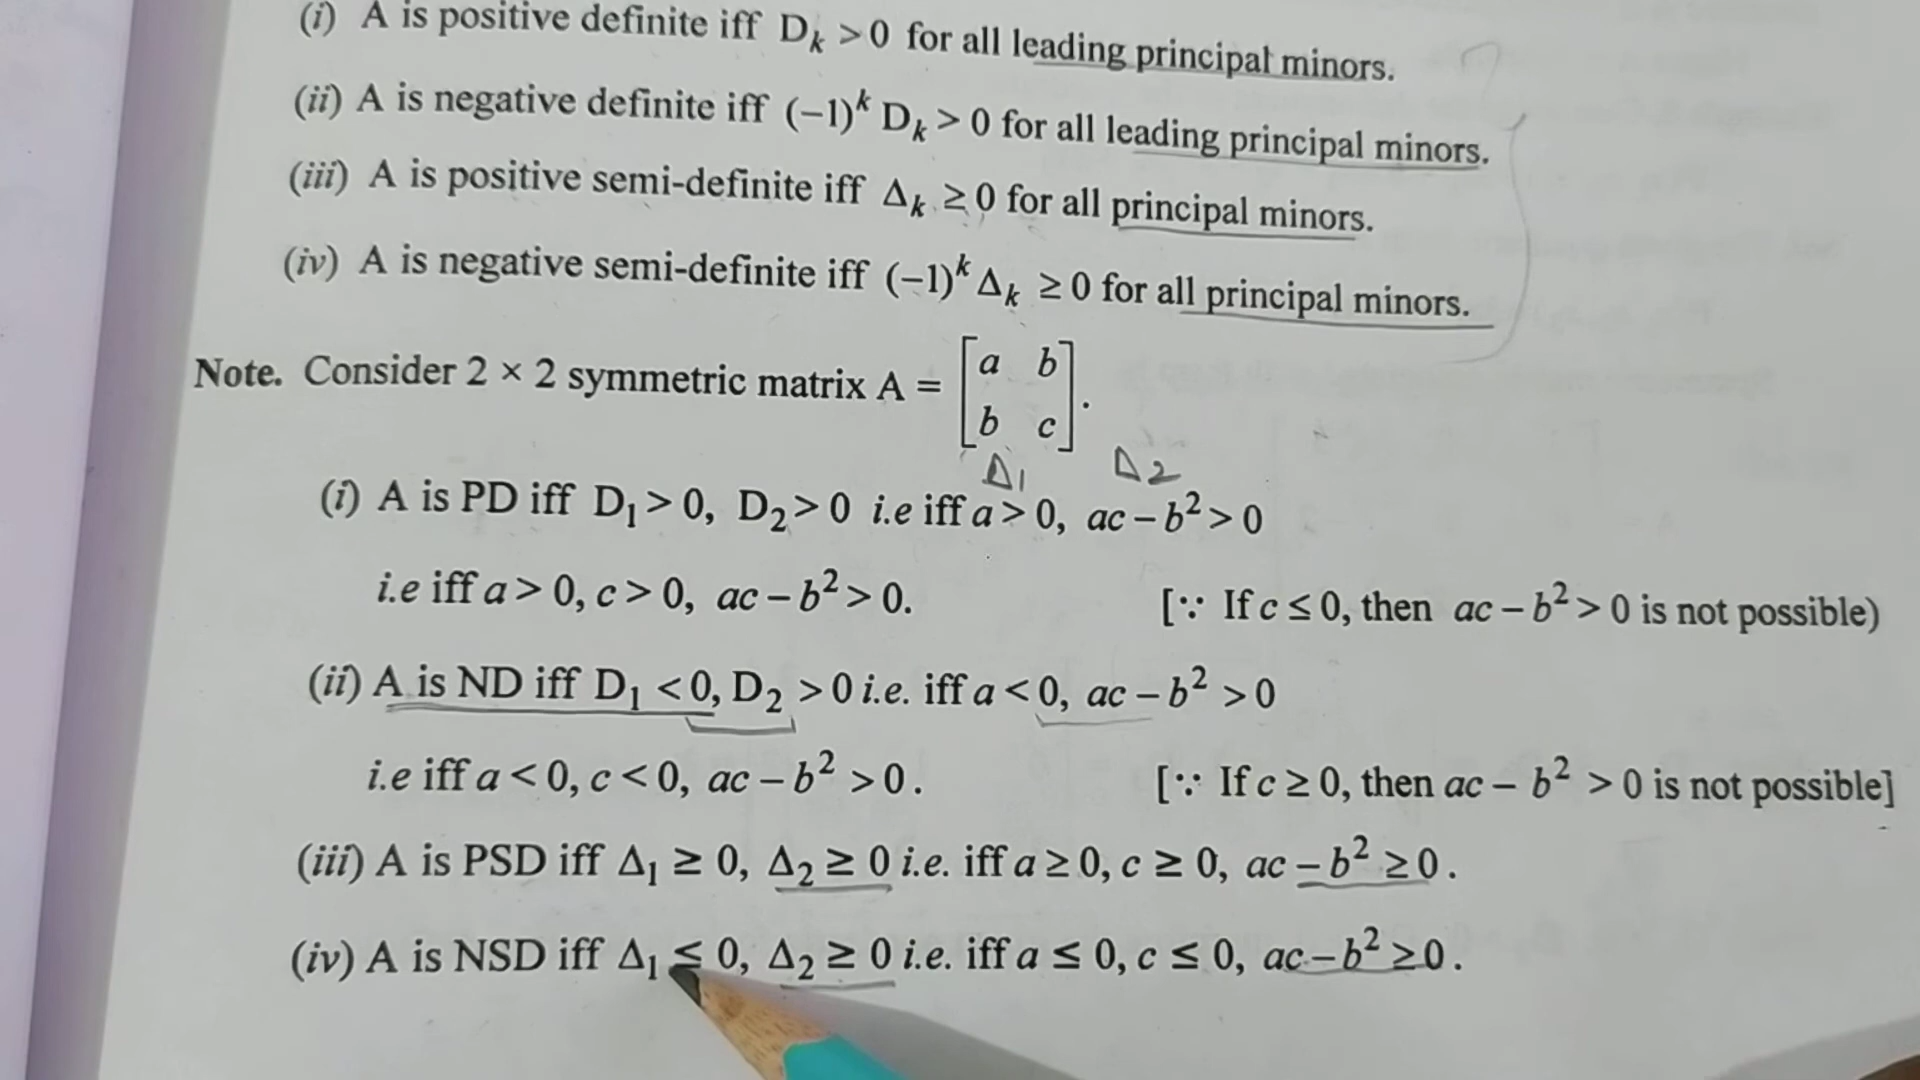 (i) A is positive definite iff Dₖ > 0 for all leading principal minors.
(ii) A is negative definite iff (−1)ᵏ Dₖ > 0 for all leading principal minors.
(iii) A is positive semi-definite iff Δₖ ≥ 0 for all principal minors.
(iv) A is negative semi-definite iff (−1)ᵏ Δₖ ≥ 0 for all principal minors.
Note. Consider 2 × 2 symmetric matrix A = [a b
b c].
Δ1 Δ2
(i) A is PD iff D₁ > 0, D₂ > 0 i.e iff a > 0, ac − b² > 0
i.e iff a > 0, c > 0, ac − b² > 0. [∵ If c ≤ 0, then ac − b² > 0 is not possible)
(ii) A is ND iff D₁ < 0, D₂ > 0 i.e. iff a < 0, ac − b² > 0
i.e iff a < 0, c < 0, ac − b² > 0. [∵ If c ≥ 0, then ac − b² > 0 is not possible]
(iii) A is PSD iff Δ₁ ≥ 0, Δ₂ ≥ 0 i.e. iff a ≥ 0, c ≥ 0, ac − b² ≥ 0.
(iv) A is NSD iff Δ₁ ≤ 0, Δ₂ ≥ 0 i.e. iff a ≤ 0, c ≤ 0, ac − b² ≥ 0.